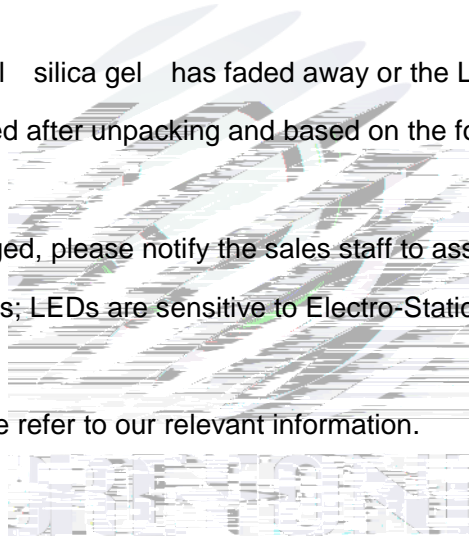 l silica gel has faded away or the L
ed after unpacking and based on the fo
ged, please notify the sales staff to ass
s; LEDs are sensitive to Electro-Static
e refer to our relevant information.